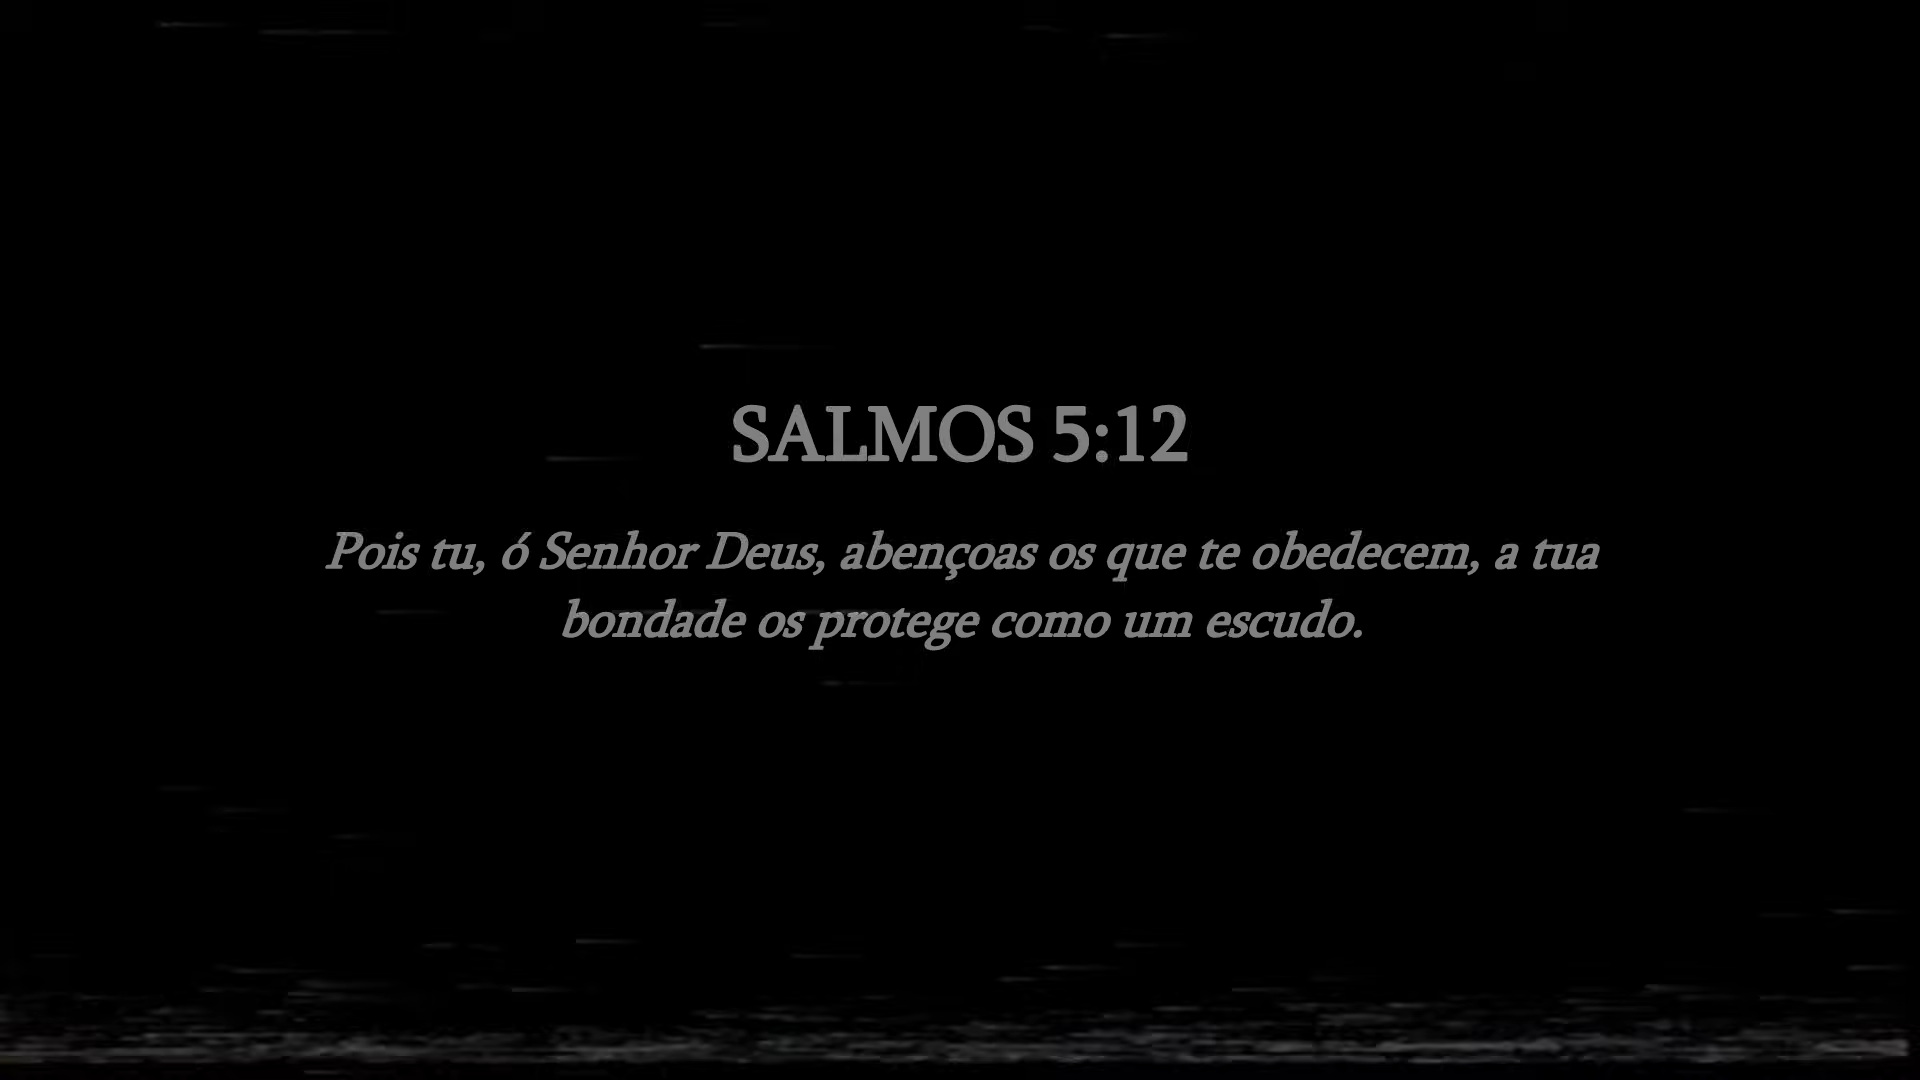 SALMOS 5:12
Pois tu, ó Senhor Deus, abençoas os que te obedecem, a tua
bondade os protege como um escudo.